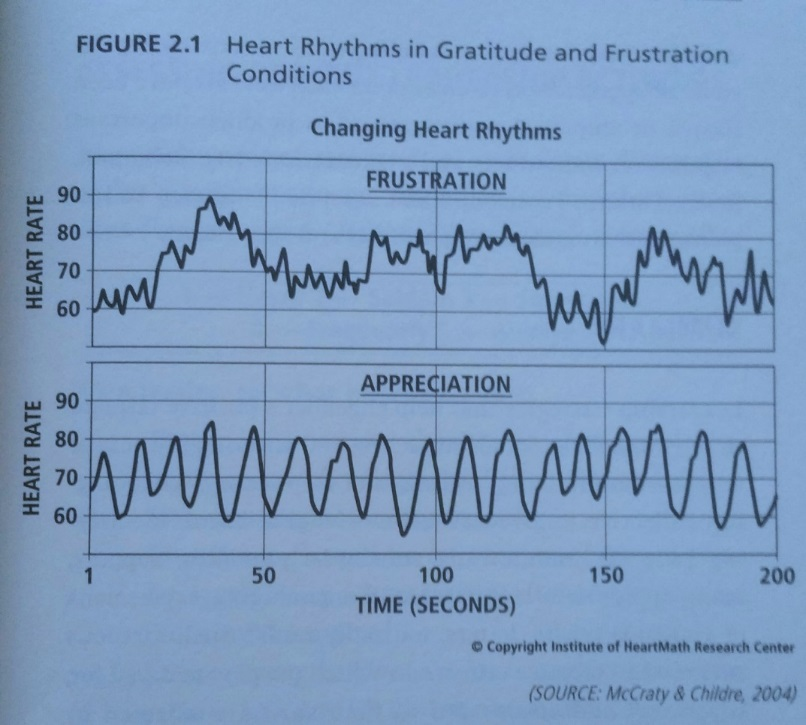 FIGURE 2.1 Heart Rhythms in Gratitude and Frustration
Conditions
Changing Heart Rhythms
FRUSTRATION
HEART RATE
90
80
70
60
APPRECIATION
HEART RATE
90
80
70
60
1 50 100 150 200
TIME (SECONDS)
© Copyright Institute of HeartMath Research Center
(SOURCE: McCraty & Childre, 2004)